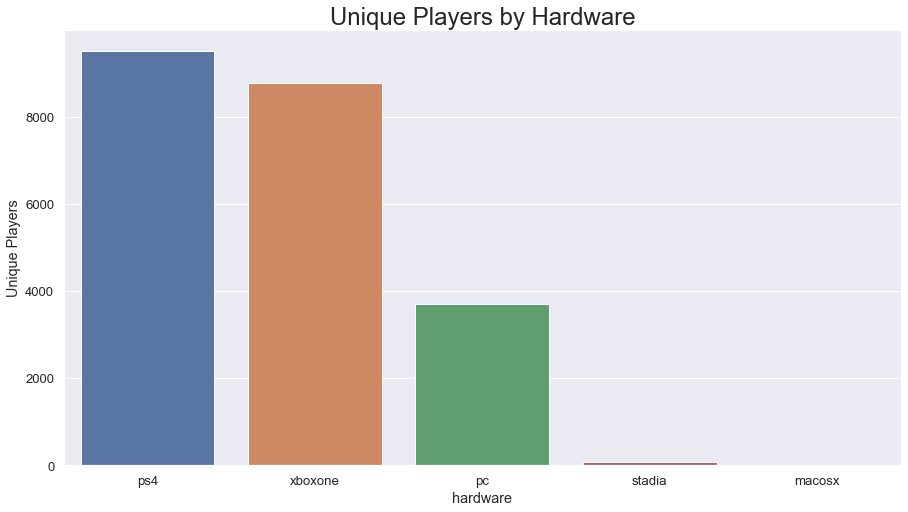 Unique Players by Hardware
8000
6000
4000
2000
0
Unique Players
ps4
xboxone
pc
stadia
macosx
hardware